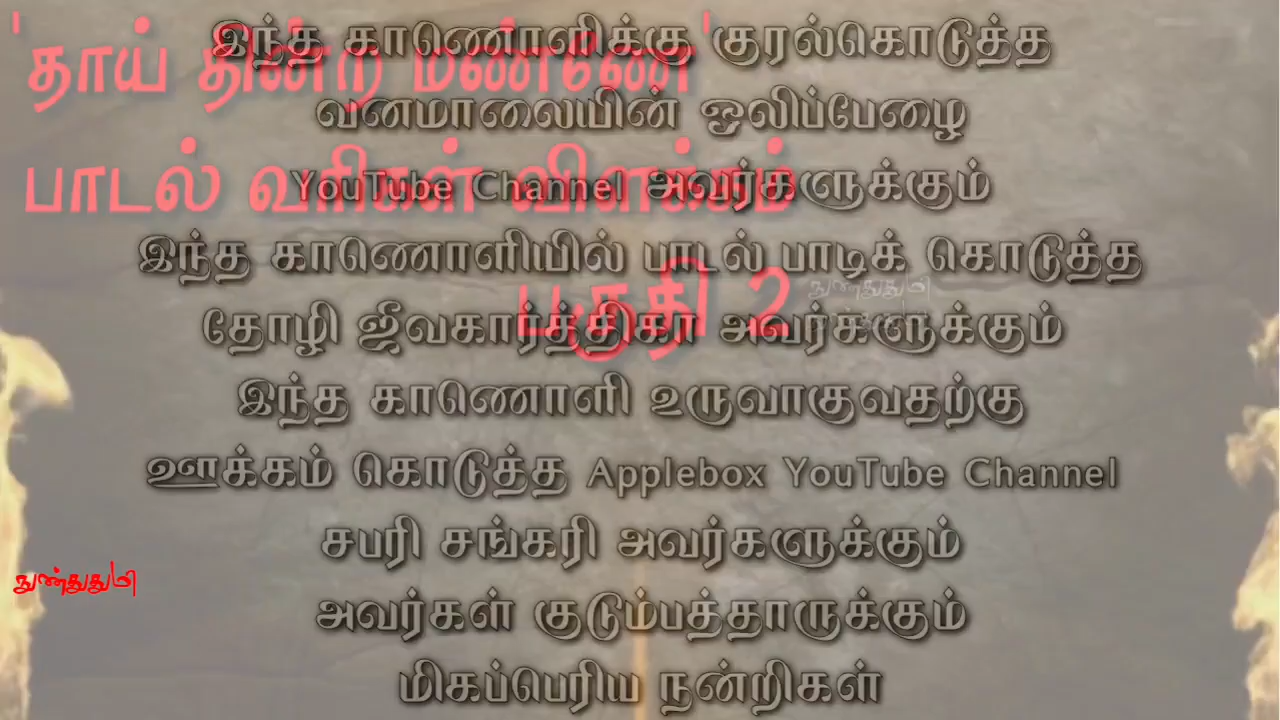 'தாய் தின்ற மண்ணே'
பாடல் வரிகள் விளக்கம்
பகுதி 2
இந்த காணொளிக்கு குரல்கொடுத்த
வனமாலையின் ஒலிப்பேழை
YouTube Channel அவர்களுக்கும்
இந்த காணொளியில் பாடல் பாடிக் கொடுத்த
தோழி ஜீவகார்த்திகா அவர்களுக்கும்
இந்த காணொளி உருவாகுவதற்கு
ஊக்கம் கொடுத்த Applebox YouTube Channel
சபரி சங்கரி அவர்களுக்கும்
அவர்கள் குடும்பத்தாருக்கும்
மிகப்பெரிய நன்றிகள்